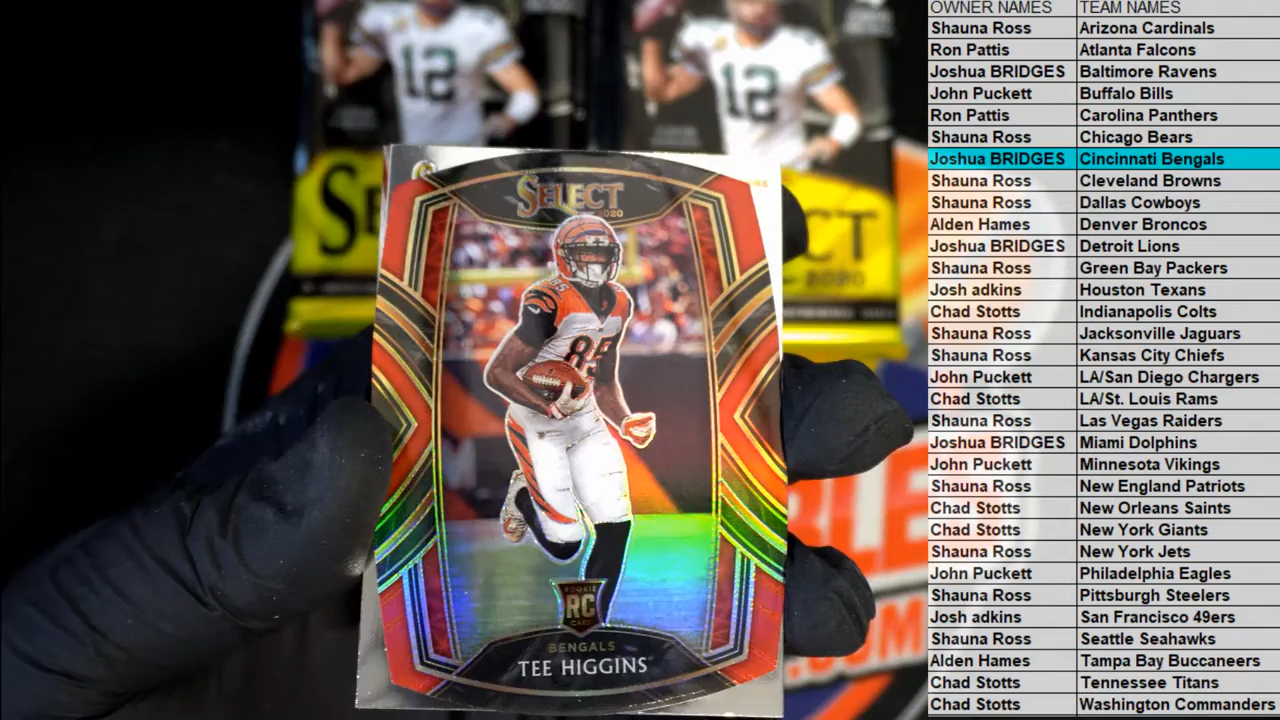 OWNER NAMES TEAM NAMES
Shauna Ross Arizona Cardinals
Ron Pattis Atlanta Falcons
Joshua BRIDGES Baltimore Ravens
John Puckett Buffalo Bills
Ron Pattis Carolina Panthers
Shauna Ross Chicago Bears
Joshua BRIDGES Cincinnati Bengals
Shauna Ross Cleveland Browns
Shauna Ross Dallas Cowboys
Alden Hames Denver Broncos
Joshua BRIDGES Detroit Lions
Shauna Ross Green Bay Packers
Josh adkins Houston Texans
Chad Stotts Indianapolis Colts
Shauna Ross Jacksonville Jaguars
Shauna Ross Kansas City Chiefs
John Puckett LA/San Diego Chargers
Chad Stotts LA/St. Louis Rams
Shauna Ross Las Vegas Raiders
Joshua BRIDGES Miami Dolphins
John Puckett Minnesota Vikings
Shauna Ross New England Patriots
Chad Stotts New Orleans Saints
Chad Stotts New York Giants
Shauna Ross New York Jets
John Puckett Philadelphia Eagles
Shauna Ross Pittsburgh Steelers
Josh adkins San Francisco 49ers
Shauna Ross Seattle Seahawks
Alden Hames Tampa Bay Buccaneers
Chad Stotts Tennessee Titans
Chad Stotts Washington Commanders
12
12
SE
CT
2020
SELECT
2020
85
85
ROOKIE
RC
CARD
BENGALS
TEE HIGGINS
BLE
.COM